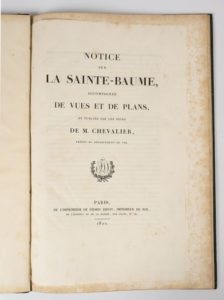 NOTICE
SUR
LA SAINTE-BAUME,
ACCOMPAGNÉE
DE VUES ET DE PLANS,
ET PUBLIÉE PAR LES SOINS
DE M. CHEVALIER,
PRÉFET DU DÉPARTEMENT DU VAR.
PARIS,
DE L'IMPRIMERIE DE FIRMIN DIDOT, IMPRIMEUR DU ROI,